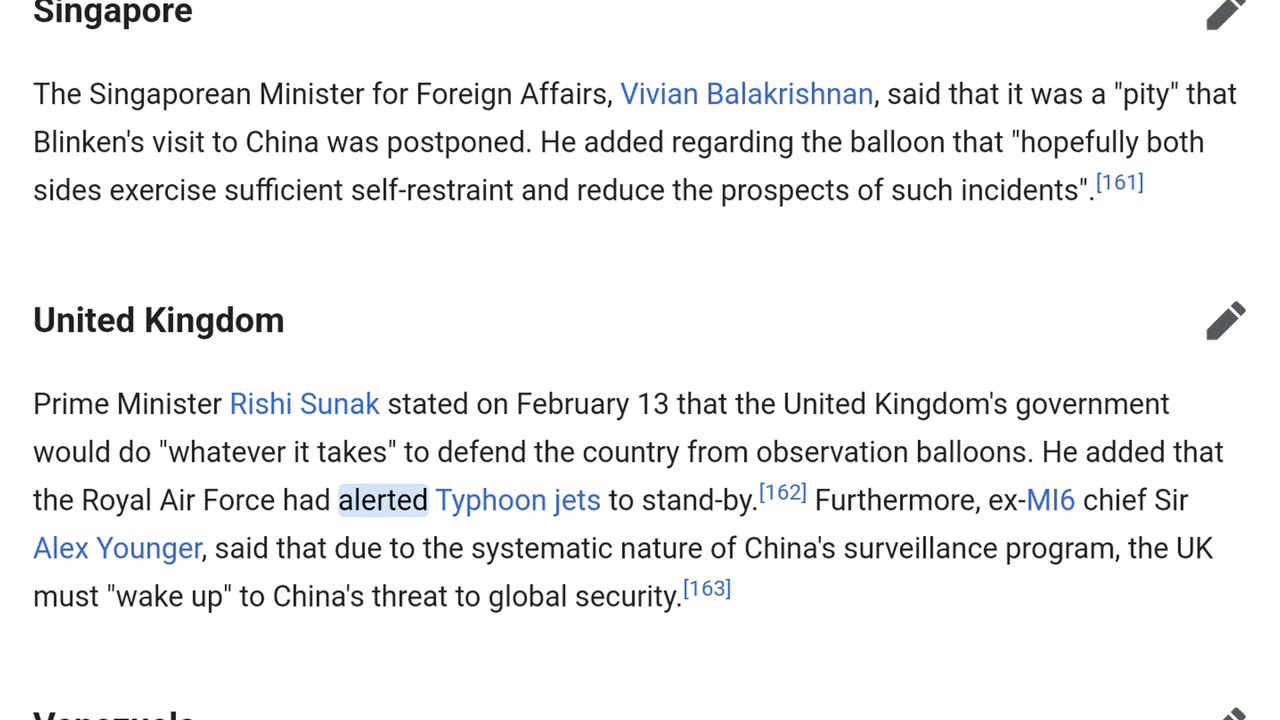 Singapore
The Singaporean Minister for Foreign Affairs, Vivian Balakrishnan, said that it was a "pity" that
Blinken's visit to China was postponed. He added regarding the balloon that "hopefully both
sides exercise sufficient self-restraint and reduce the prospects of such incidents".[161]
United Kingdom
Prime Minister Rishi Sunak stated on February 13 that the United Kingdom's government
would do "whatever it takes" to defend the country from observation balloons. He added that
the Royal Air Force had alerted Typhoon jets to stand-by.[162] Furthermore, ex-MI6 chief Sir
Alex Younger, said that due to the systematic nature of China's surveillance program, the UK
must "wake up" to China's threat to global security.[163]
Venezuela